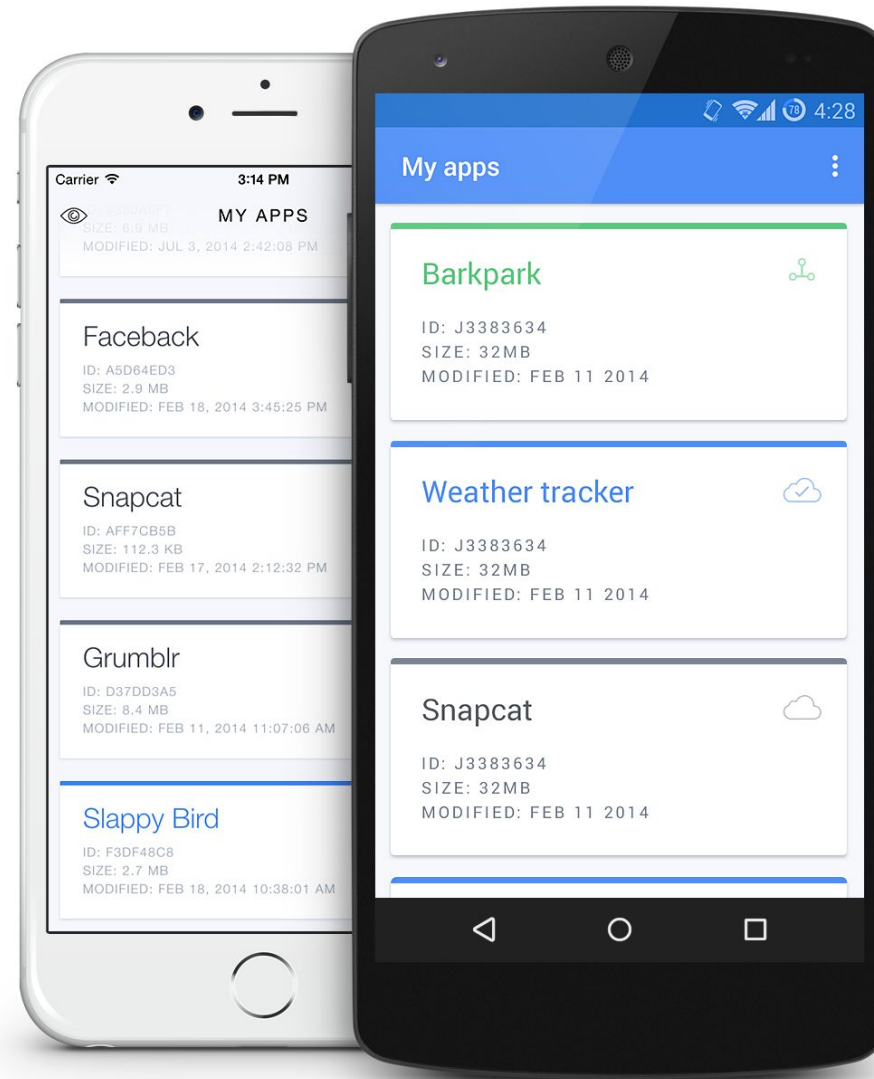 Carrier
3:14 PM
MY APPS
SIZE: 6.9 MB
MODIFIED: JUL 3, 2014 2:42:08 PM
Faceback
ID: A5D64ED3
SIZE: 2.9 MB
MODIFIED: FEB 18, 2014 3:45:25 PM
Snapcat
ID: AFF7CB5B
SIZE: 112.3 KB
MODIFIED: FEB 17, 2014 2:12:32 PM
Grumblr
ID: D37DD3A5
SIZE: 8.4 MB
MODIFIED: FEB 11, 2014 11:07:06 AM
Slappy Bird
ID: F3DF48C8
SIZE: 2.7 MB
MODIFIED: FEB 18, 2014 10:38:01 AM
78 4:28
My apps
Barkpark
ID: J3383634
SIZE: 32MB
MODIFIED: FEB 11 2014
Weather tracker
ID: J3383634
SIZE: 32MB
MODIFIED: FEB 11 2014
Snapcat
ID: J3383634
SIZE: 32MB
MODIFIED: FEB 11 2014